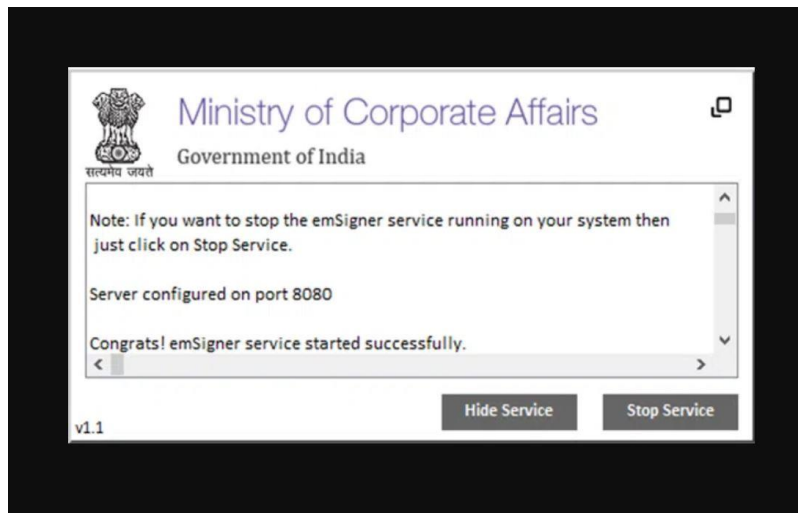 Ministry of Corporate Affairs
Government of India
सत्यमेव जयते
Note: If you want to stop the emSigner service running on your system then
just click on Stop Service.
Server configured on port 8080
Congrats! emSigner service started successfully.
Hide Service
Stop Service
v1.1